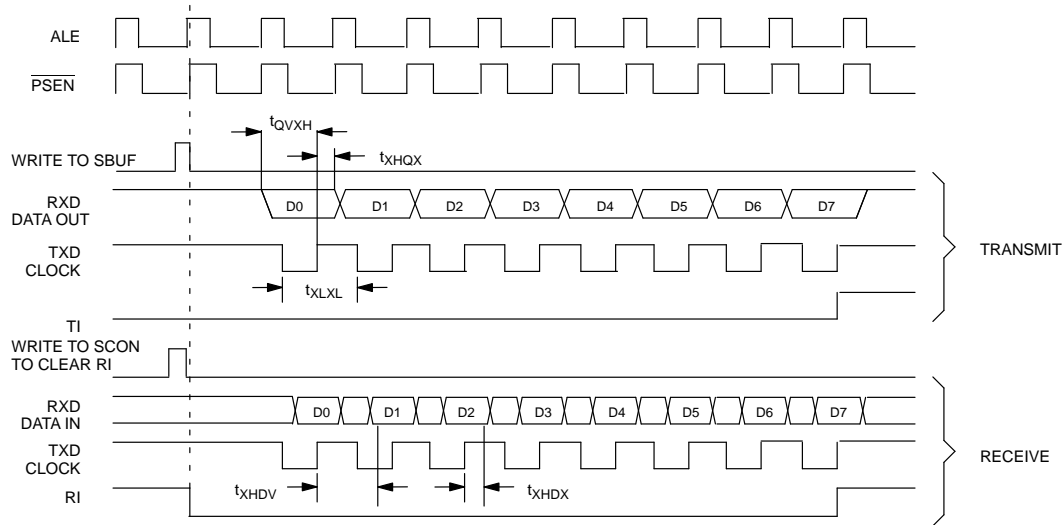 ALE
PSEN
tQVXH
WRITE TO SBUF
tXHQX
RXD
DATA OUT
D0 D1 D2 D3 D4 D5 D6 D7
TXD
CLOCK
TRANSMIT
tXLXL
TI
WRITE TO SCON
TO CLEAR RI
RXD
DATA IN
D0 D1 D2 D3 D4 D5 D6 D7
TXD
CLOCK
RECEIVE
tXHDV
tXHDX
RI